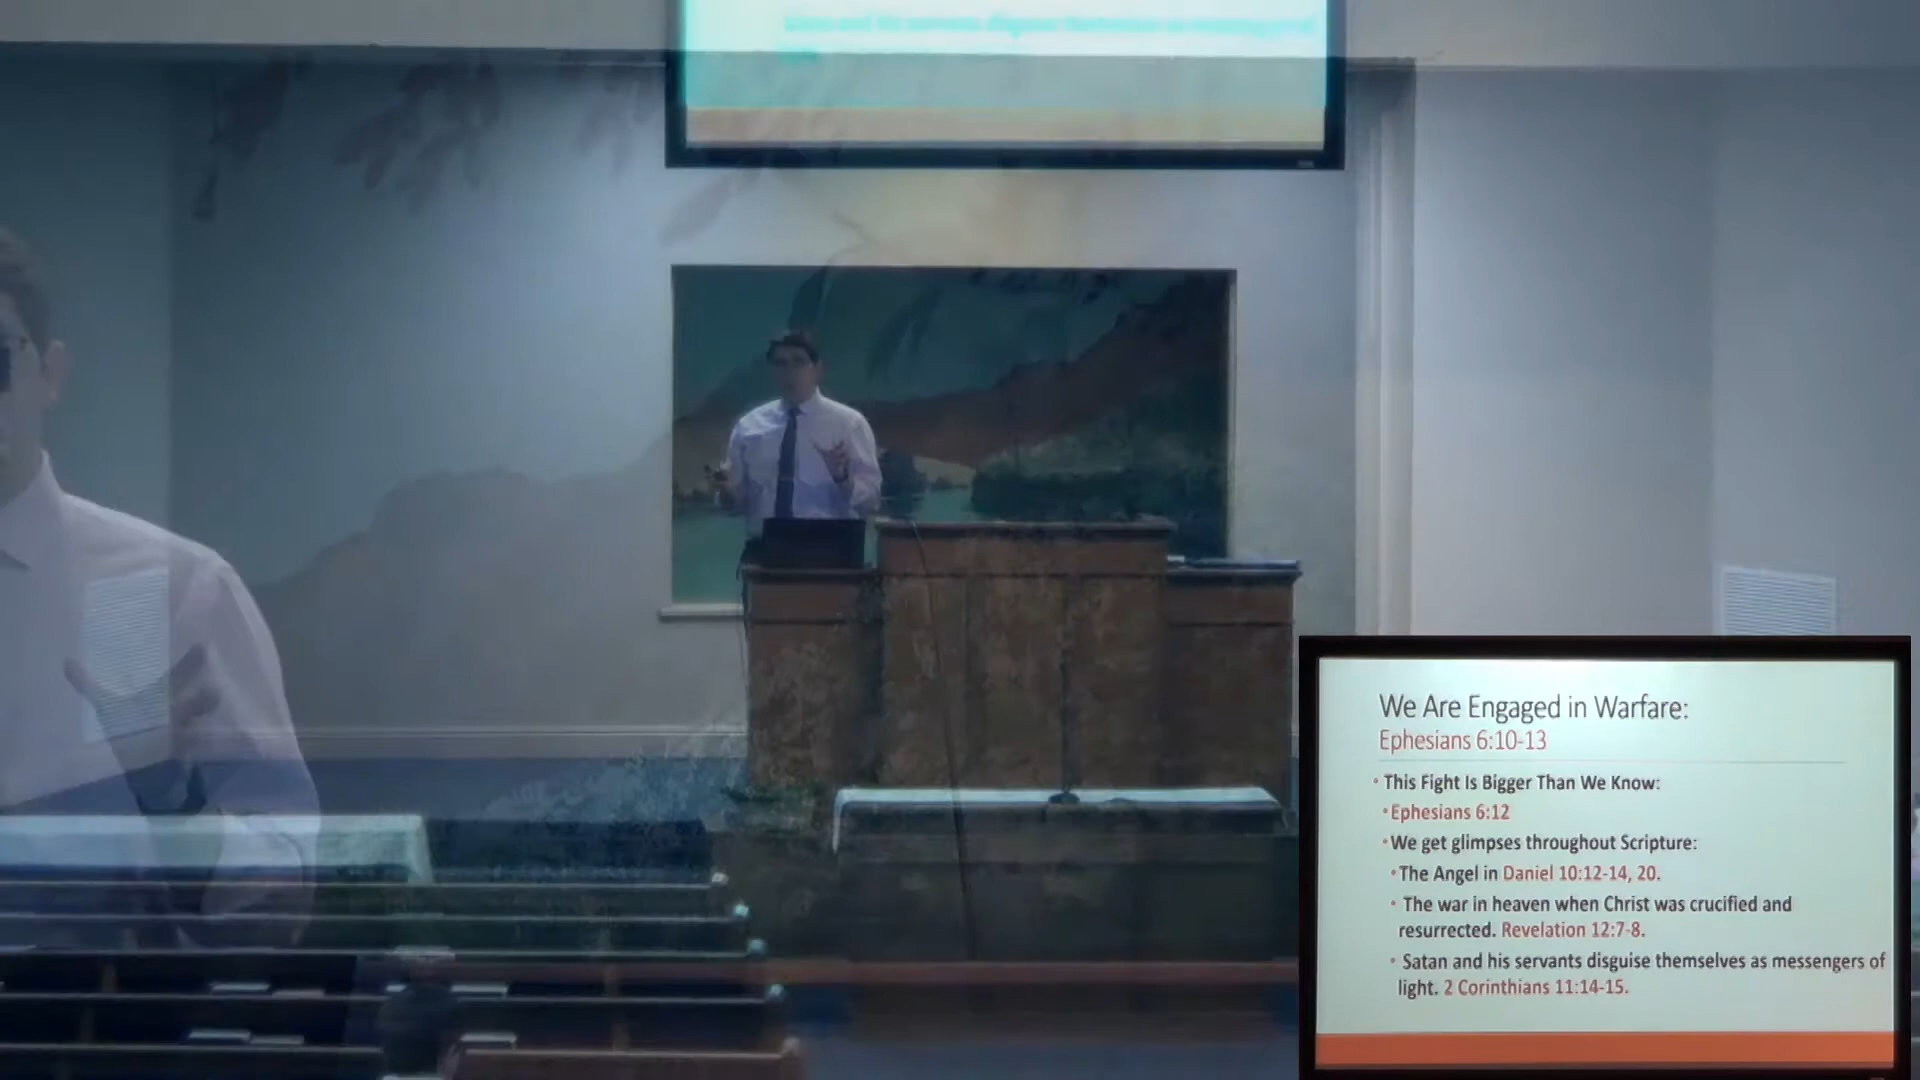 We Are Engaged in Warfare:
Ephesians 6:10-13
• This Fight Is Bigger Than We Know:
• Ephesians 6:12
• We get glimpses throughout Scripture:
• The Angel in Daniel 10:12-14, 20.
• The war in heaven when Christ was crucified and
resurrected. Revelation 12:7-8.
• Satan and his servants disguise themselves as messengers of
light. 2 Corinthians 11:14-15.